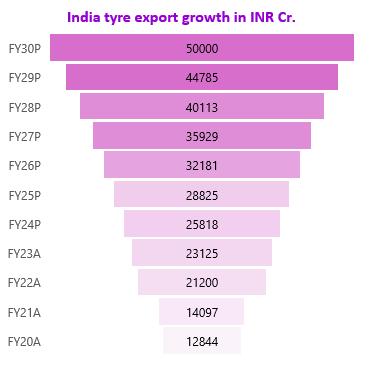 India tyre export growth in INR Cr.
FY30P 50000
FY29P 44785
FY28P 40113
FY27P 35929
FY26P 32181
FY25P 28825
FY24P 25818
FY23A 23125
FY22A 21200
FY21A 14097
FY20A 12844